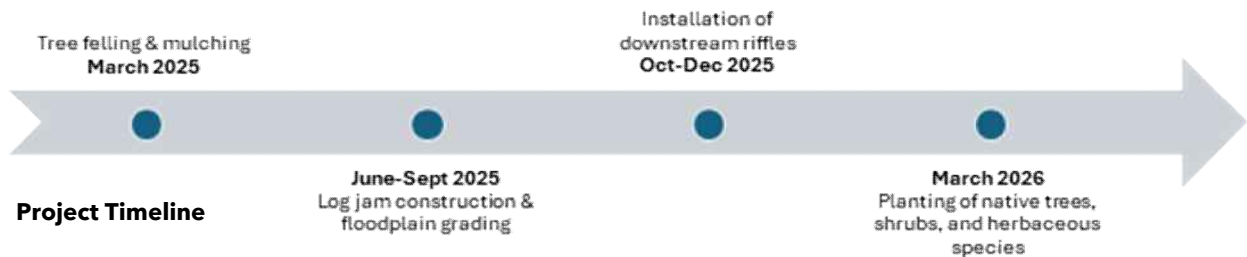 Tree felling & mulching
March 2025
Installation of
downstream riffles
Oct-Dec 2025
June-Sept 2025
Log jam construction &
floodplain grading
March 2026
Planting of native trees,
shrubs, and herbaceous
species
Project Timeline